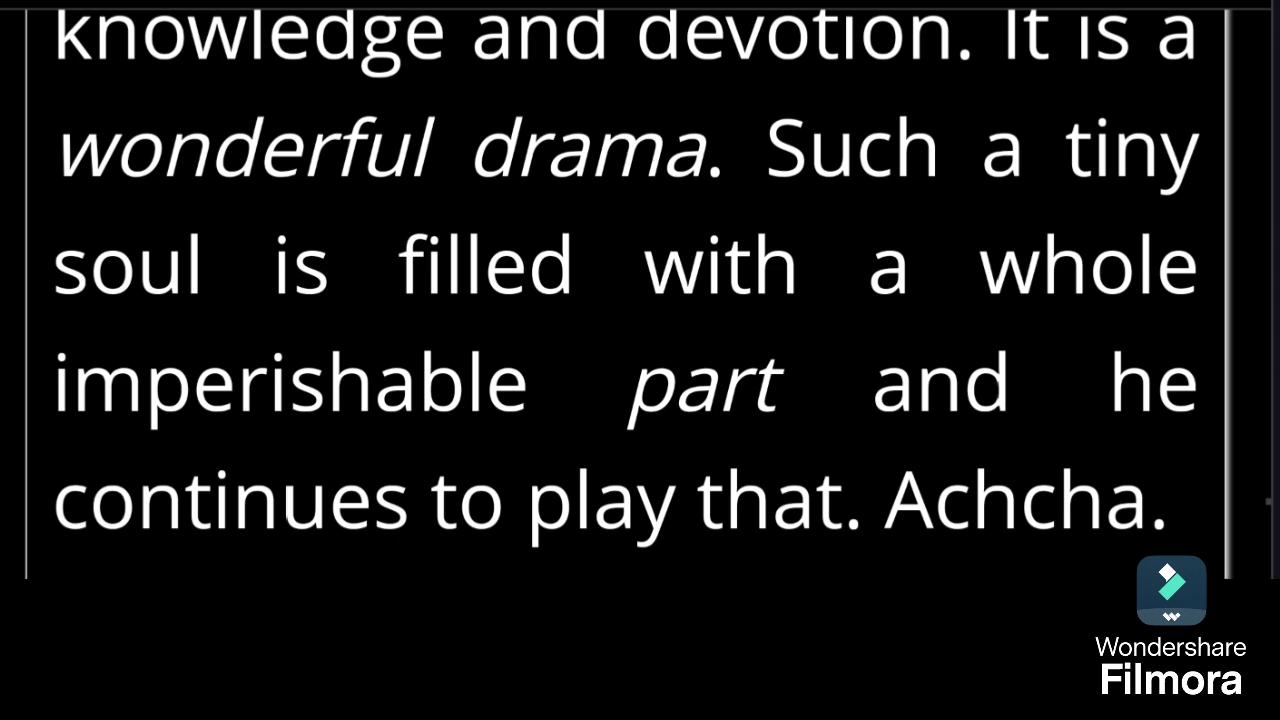 knowledge and devotion. It is a
wonderful drama. Such a tiny
soul is filled with a whole
imperishable part and he
continues to play that. Achcha.
Wondershare
Filmora